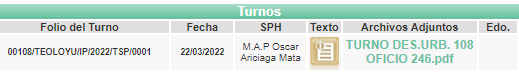 Turnos
Folio del Turno Fecha SPH Texto Archivos Adjuntos Edo.
00108/TEOLOYU/IP/2022/TSP/0001 22/03/2022 M.A.P Oscar Ariciaga Mata TURNO DES.URB. 108 OFICIO 246.pdf